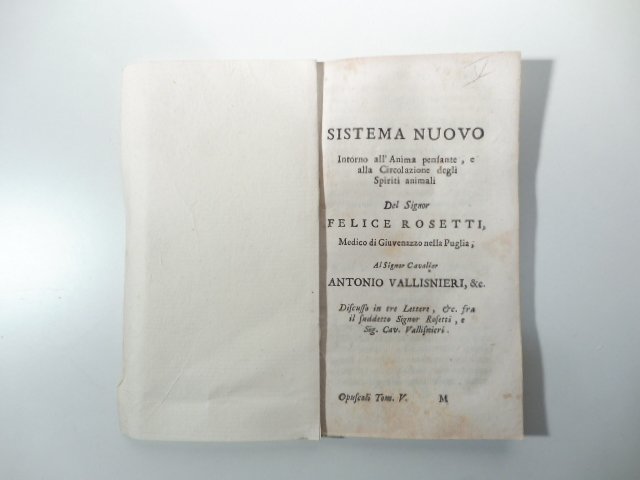 V
SISTEMA NUOVO
Intorno all'Anima penſante, e
alla Circolazione degli
Spiriti animali
Del Signor
FELICE ROSETTI,
Medico di Giuvenazzo nella Puglia,
Al Signor Cavalier
ANTONIO VALLISNIERI, &c.
Diſcuſſo in tre Lettere, &c. fra
il ſuddetto Signor Roſetti, e
Sig. Cav. Valliſnieri.
Opuſcoli Tom. V. M